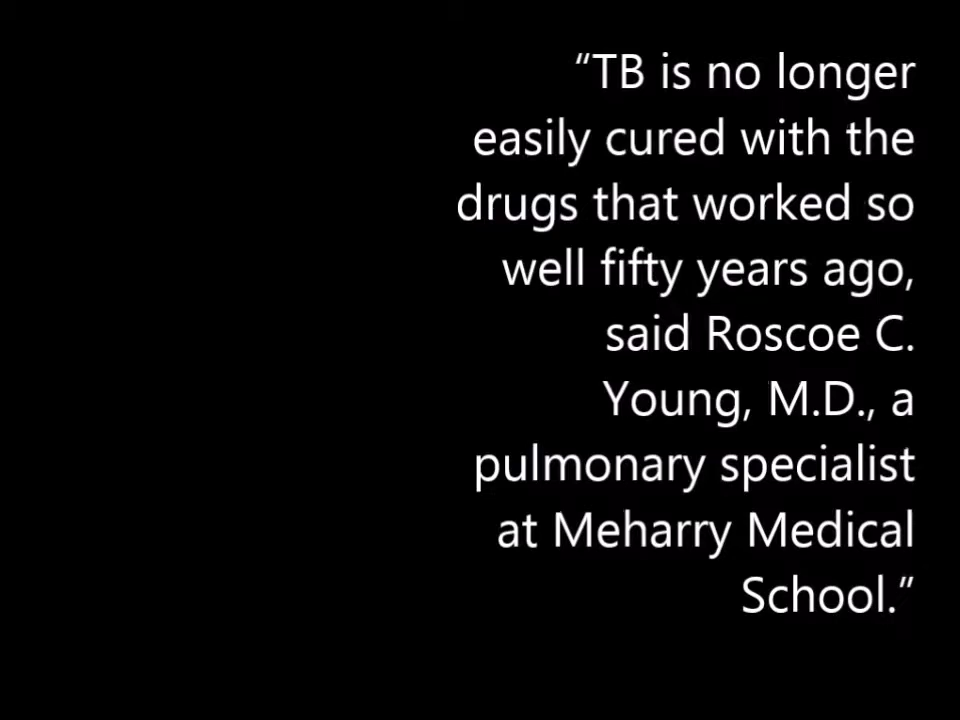 “TB is no longer
easily cured with the
drugs that worked so
well fifty years ago,
said Roscoe C.
Young, M.D., a
pulmonary specialist
at Meharry Medical
School.”